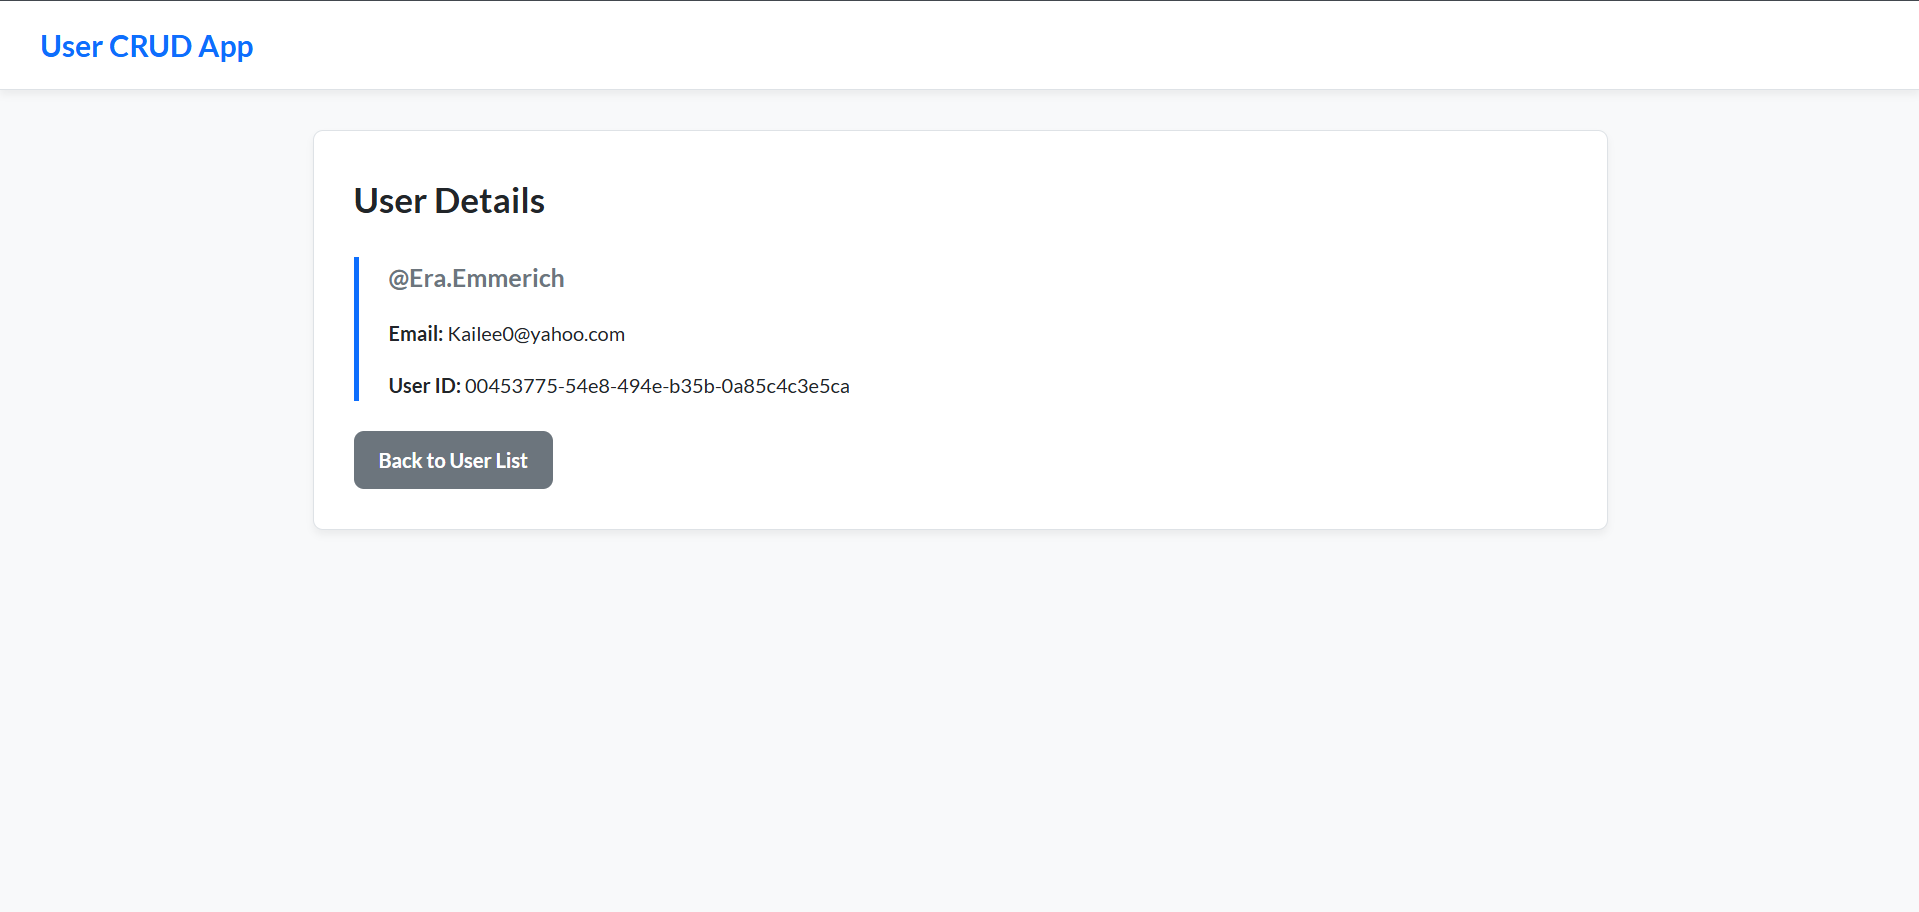 User CRUD App
User Details
@Era.Emmerich
Email: Kailee0@yahoo.com
User ID: 00453775-54e8-494e-b35b-0a85c4c3e5ca
Back to User List